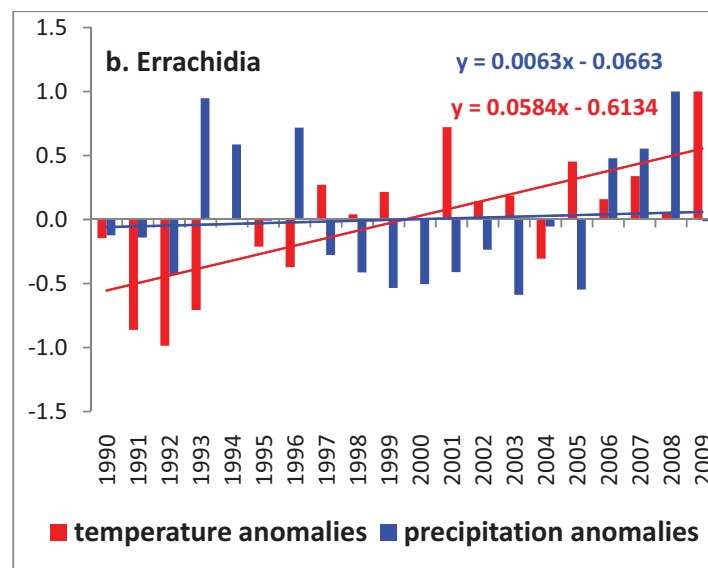 1.5
b. Errachidia
y = 0.0063x - 0.0663
1.0
y = 0.0584x - 0.6134
0.5
0.0
-0.5
-1.0
-1.5
1990 1991 1992 1993 1994 1995 1996 1997 1998 1999 2000 2001 2002 2003 2004 2005 2006 2007 2008 2009
temperature anomalies precipitation anomalies